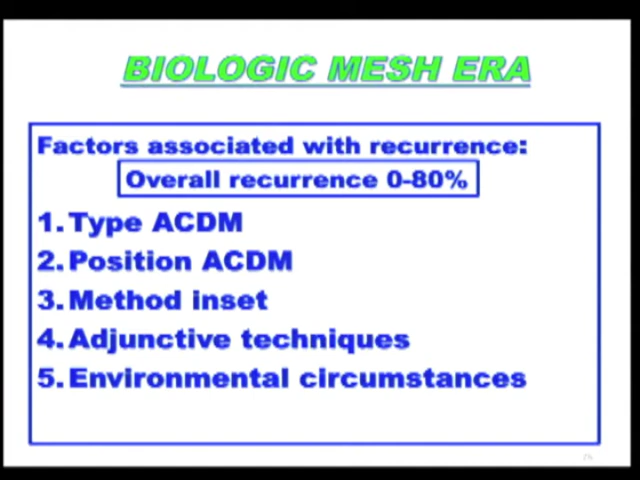 BIOLOGIC MESH ERA
Factors associated with recurrence:
Overall recurrence 0-80%
1. Type ACDM
2. Position ACDM
3. Method inset
4. Adjunctive techniques
5. Environmental circumstances